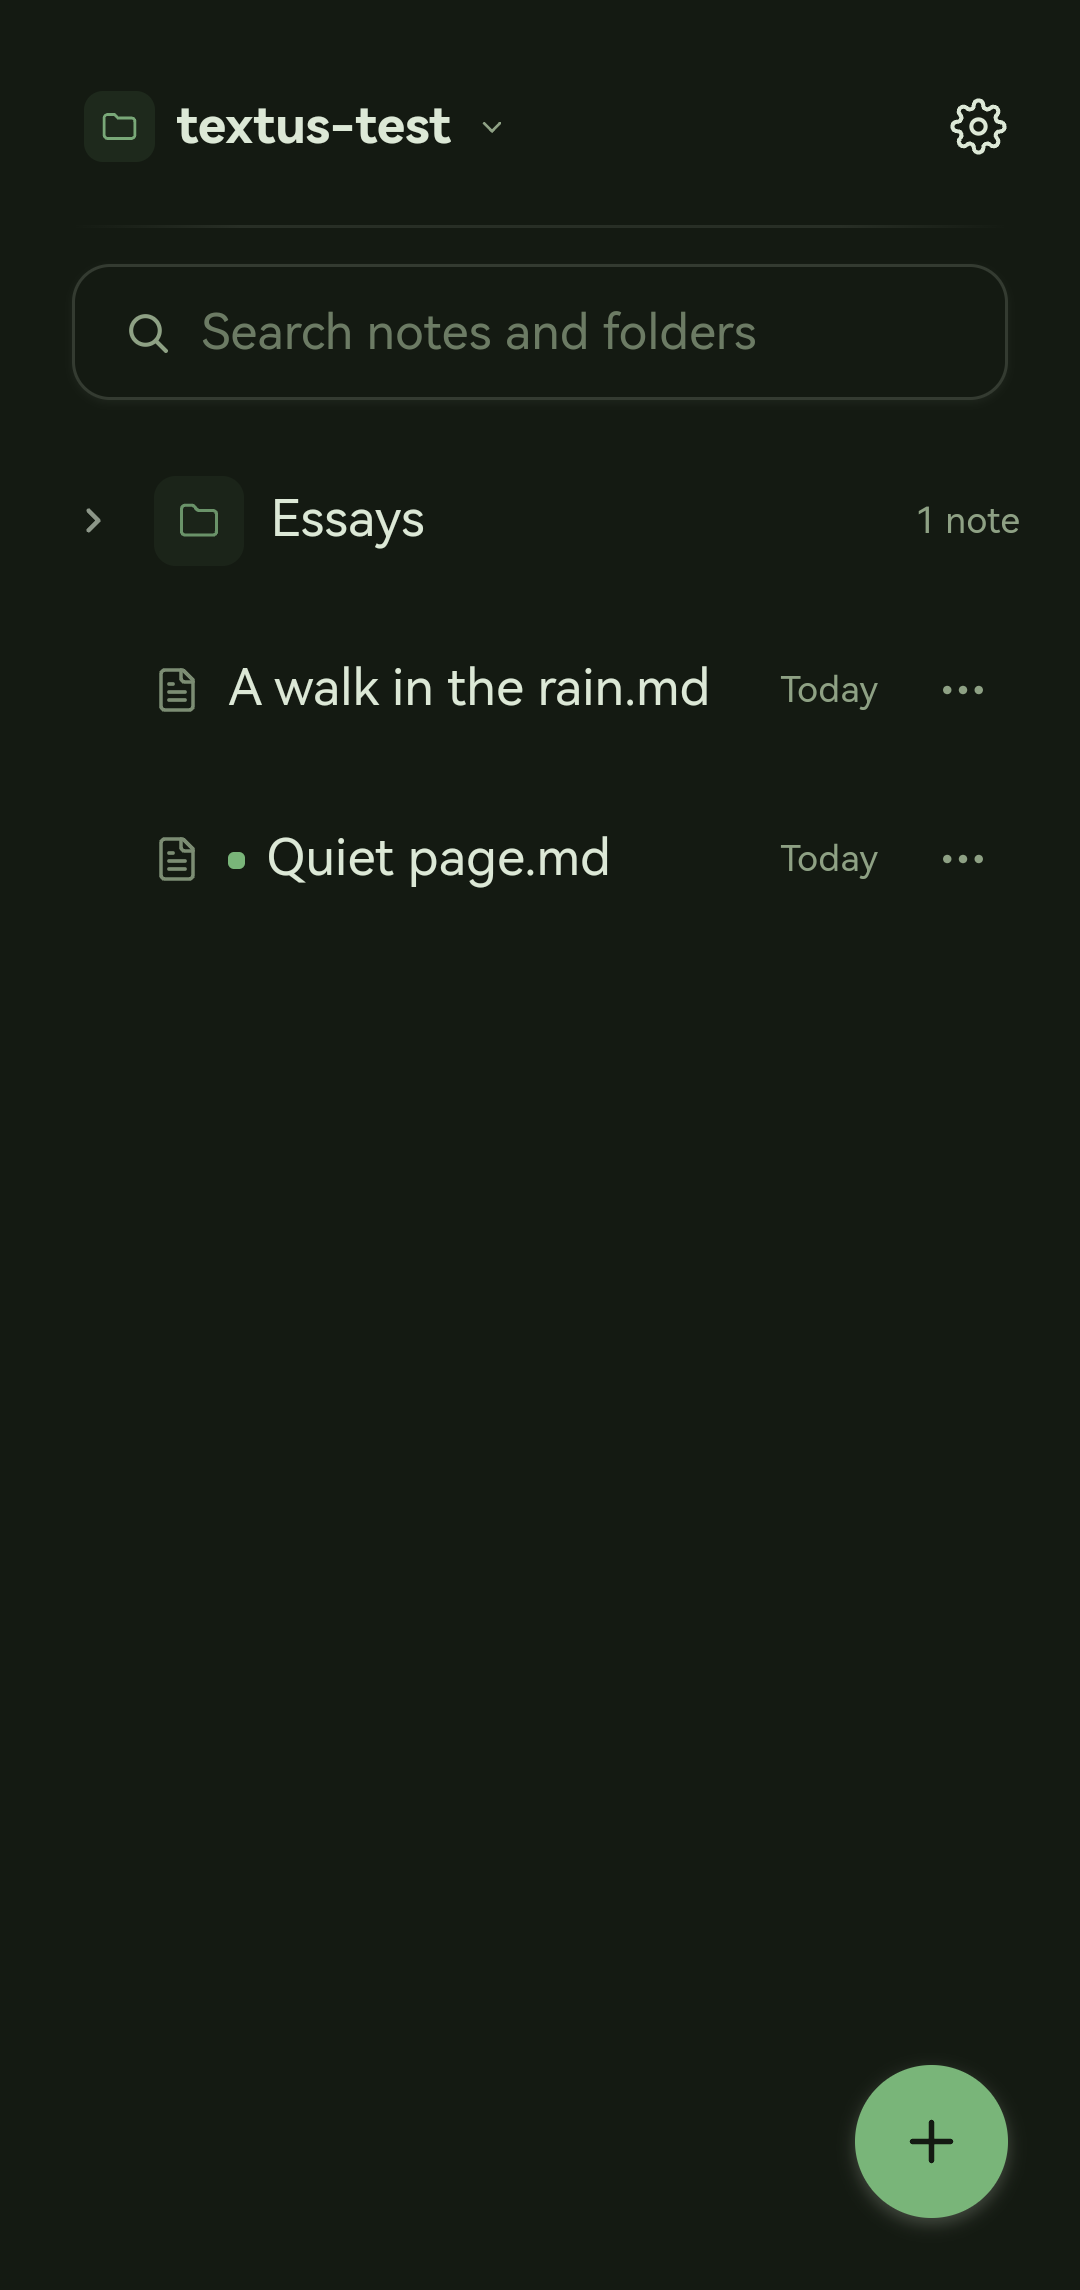 textus-test
Search notes and folders
Essays 1 note
A walk in the rain.md Today
Quiet page.md Today